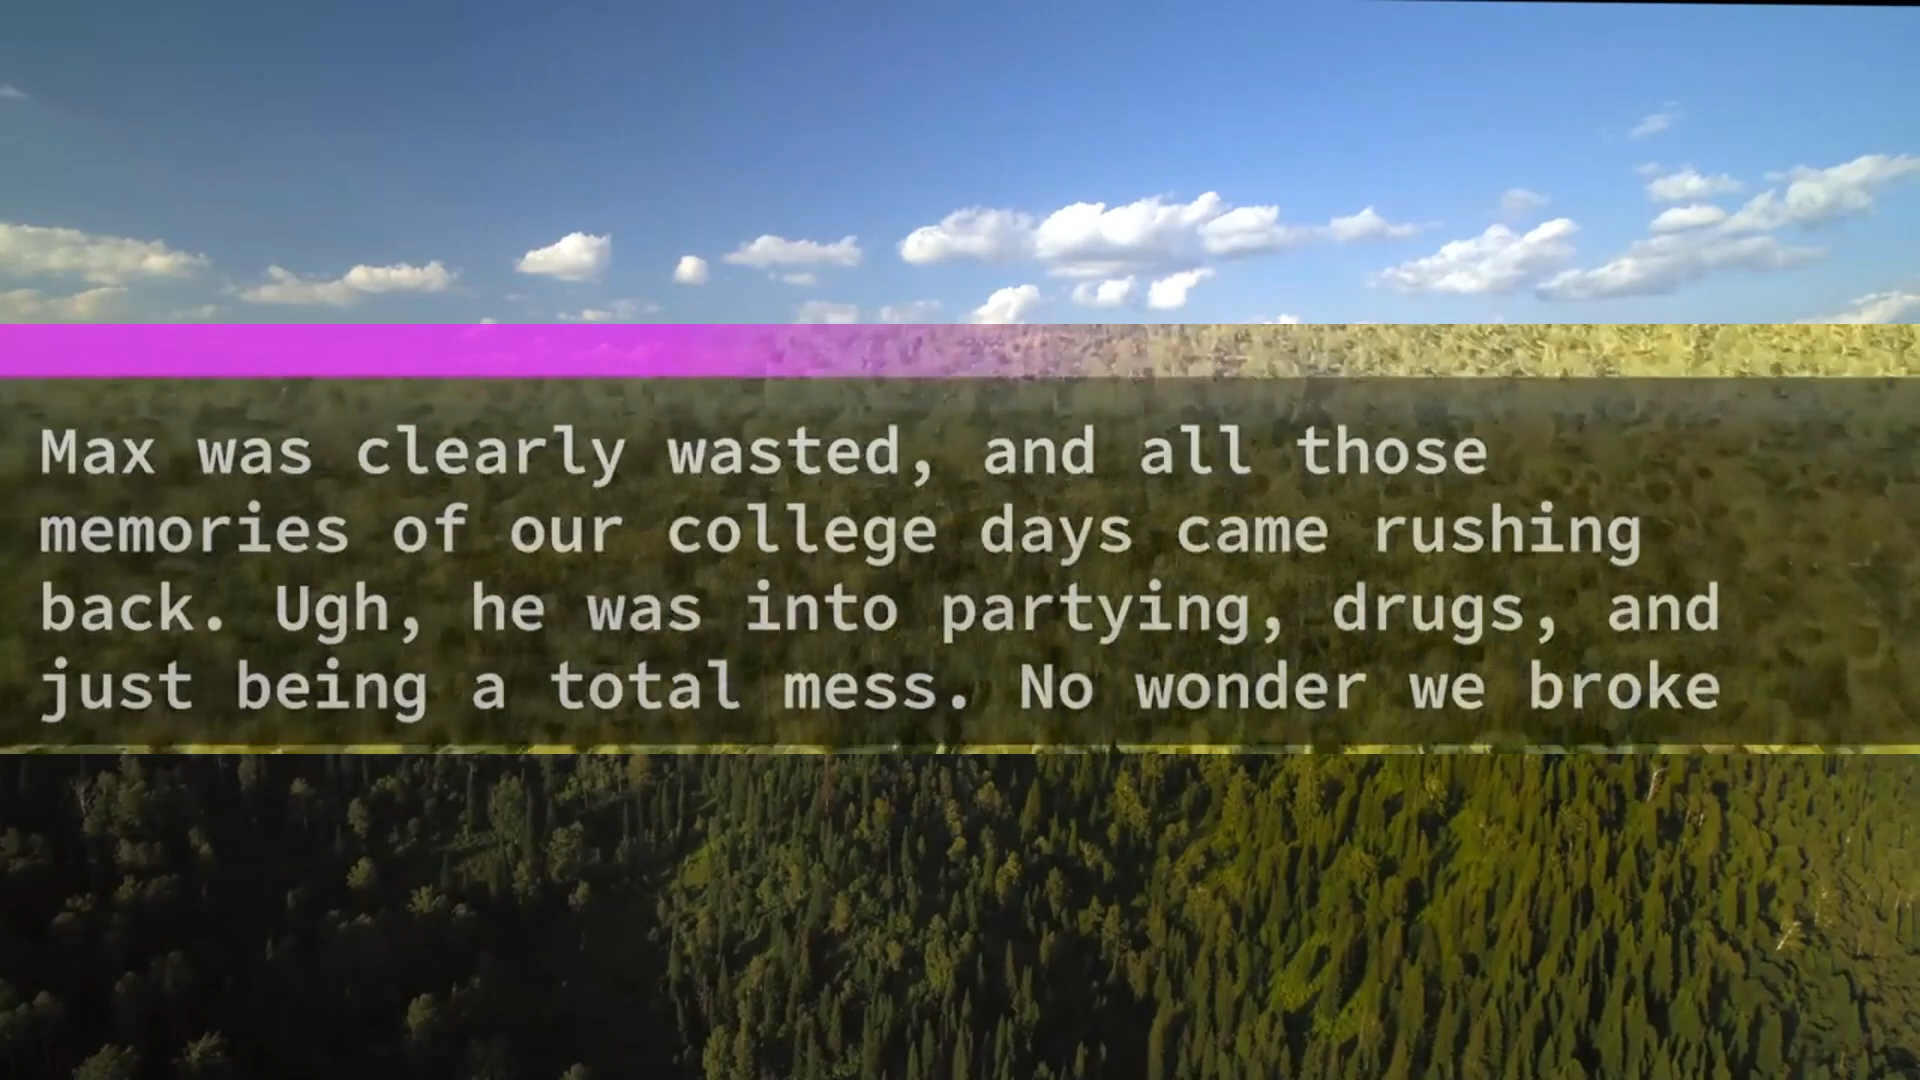 Max was clearly wasted, and all those
memories of our college days came rushing
back. Ugh, he was into partying, drugs, and
just being a total mess. No wonder we broke